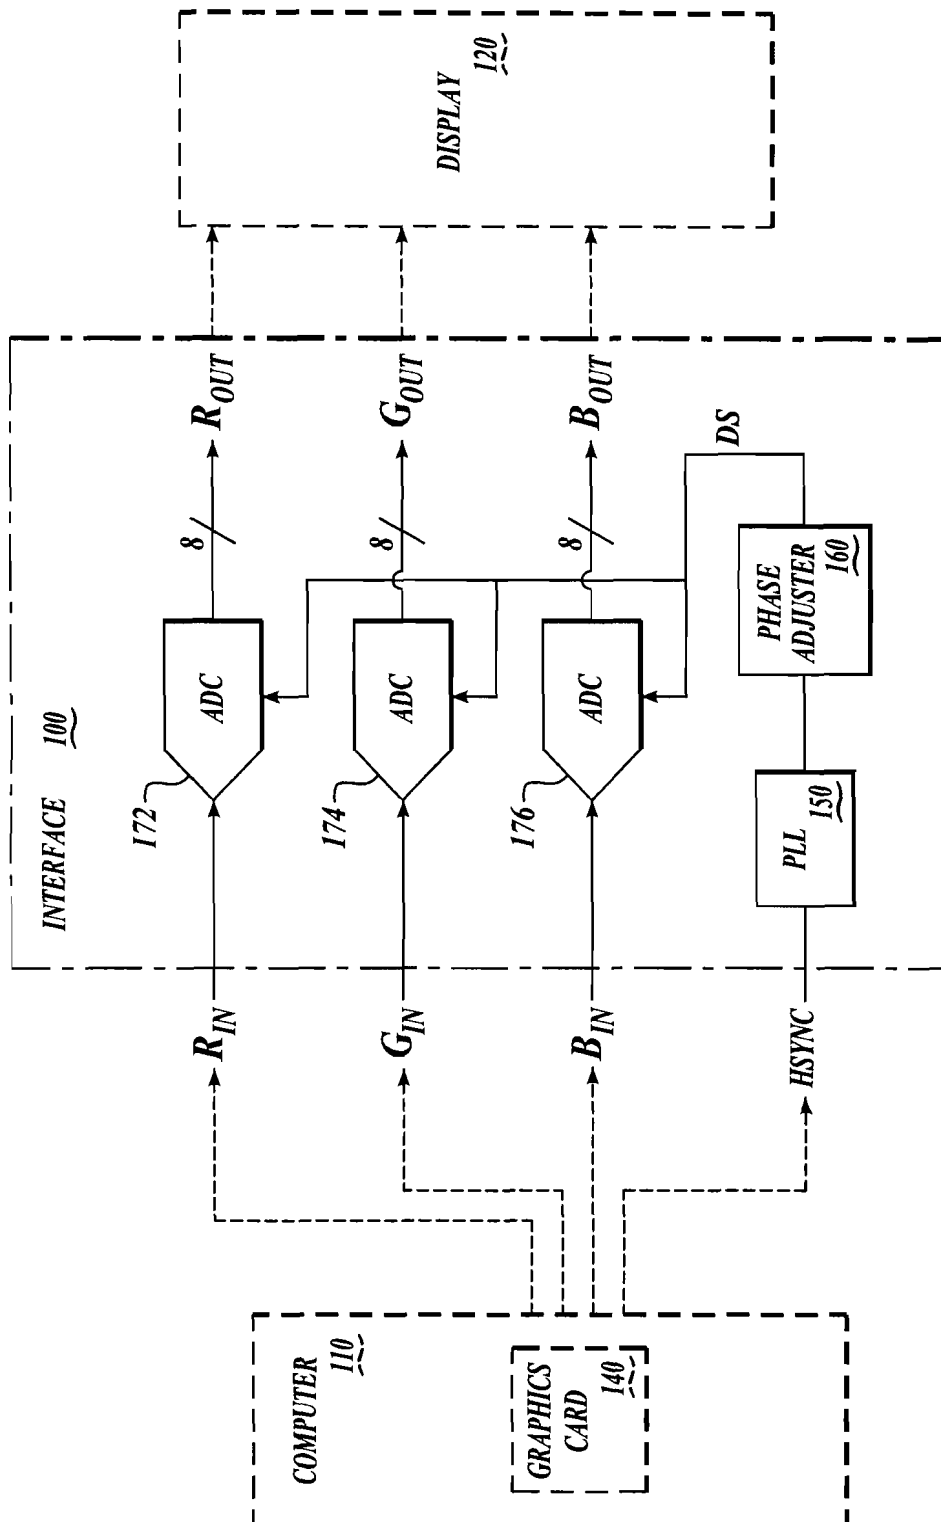 COMPUTER
110
GRAPHICS
CARD
140
INTERFACE 100
R_IN
G_IN
B_IN
HSYNC
172
ADC
8
R_OUT
174
ADC
8
G_OUT
176
ADC
8
B_OUT
PLL
150
PHASE
ADJUSTER
160
DS
DISPLAY
120